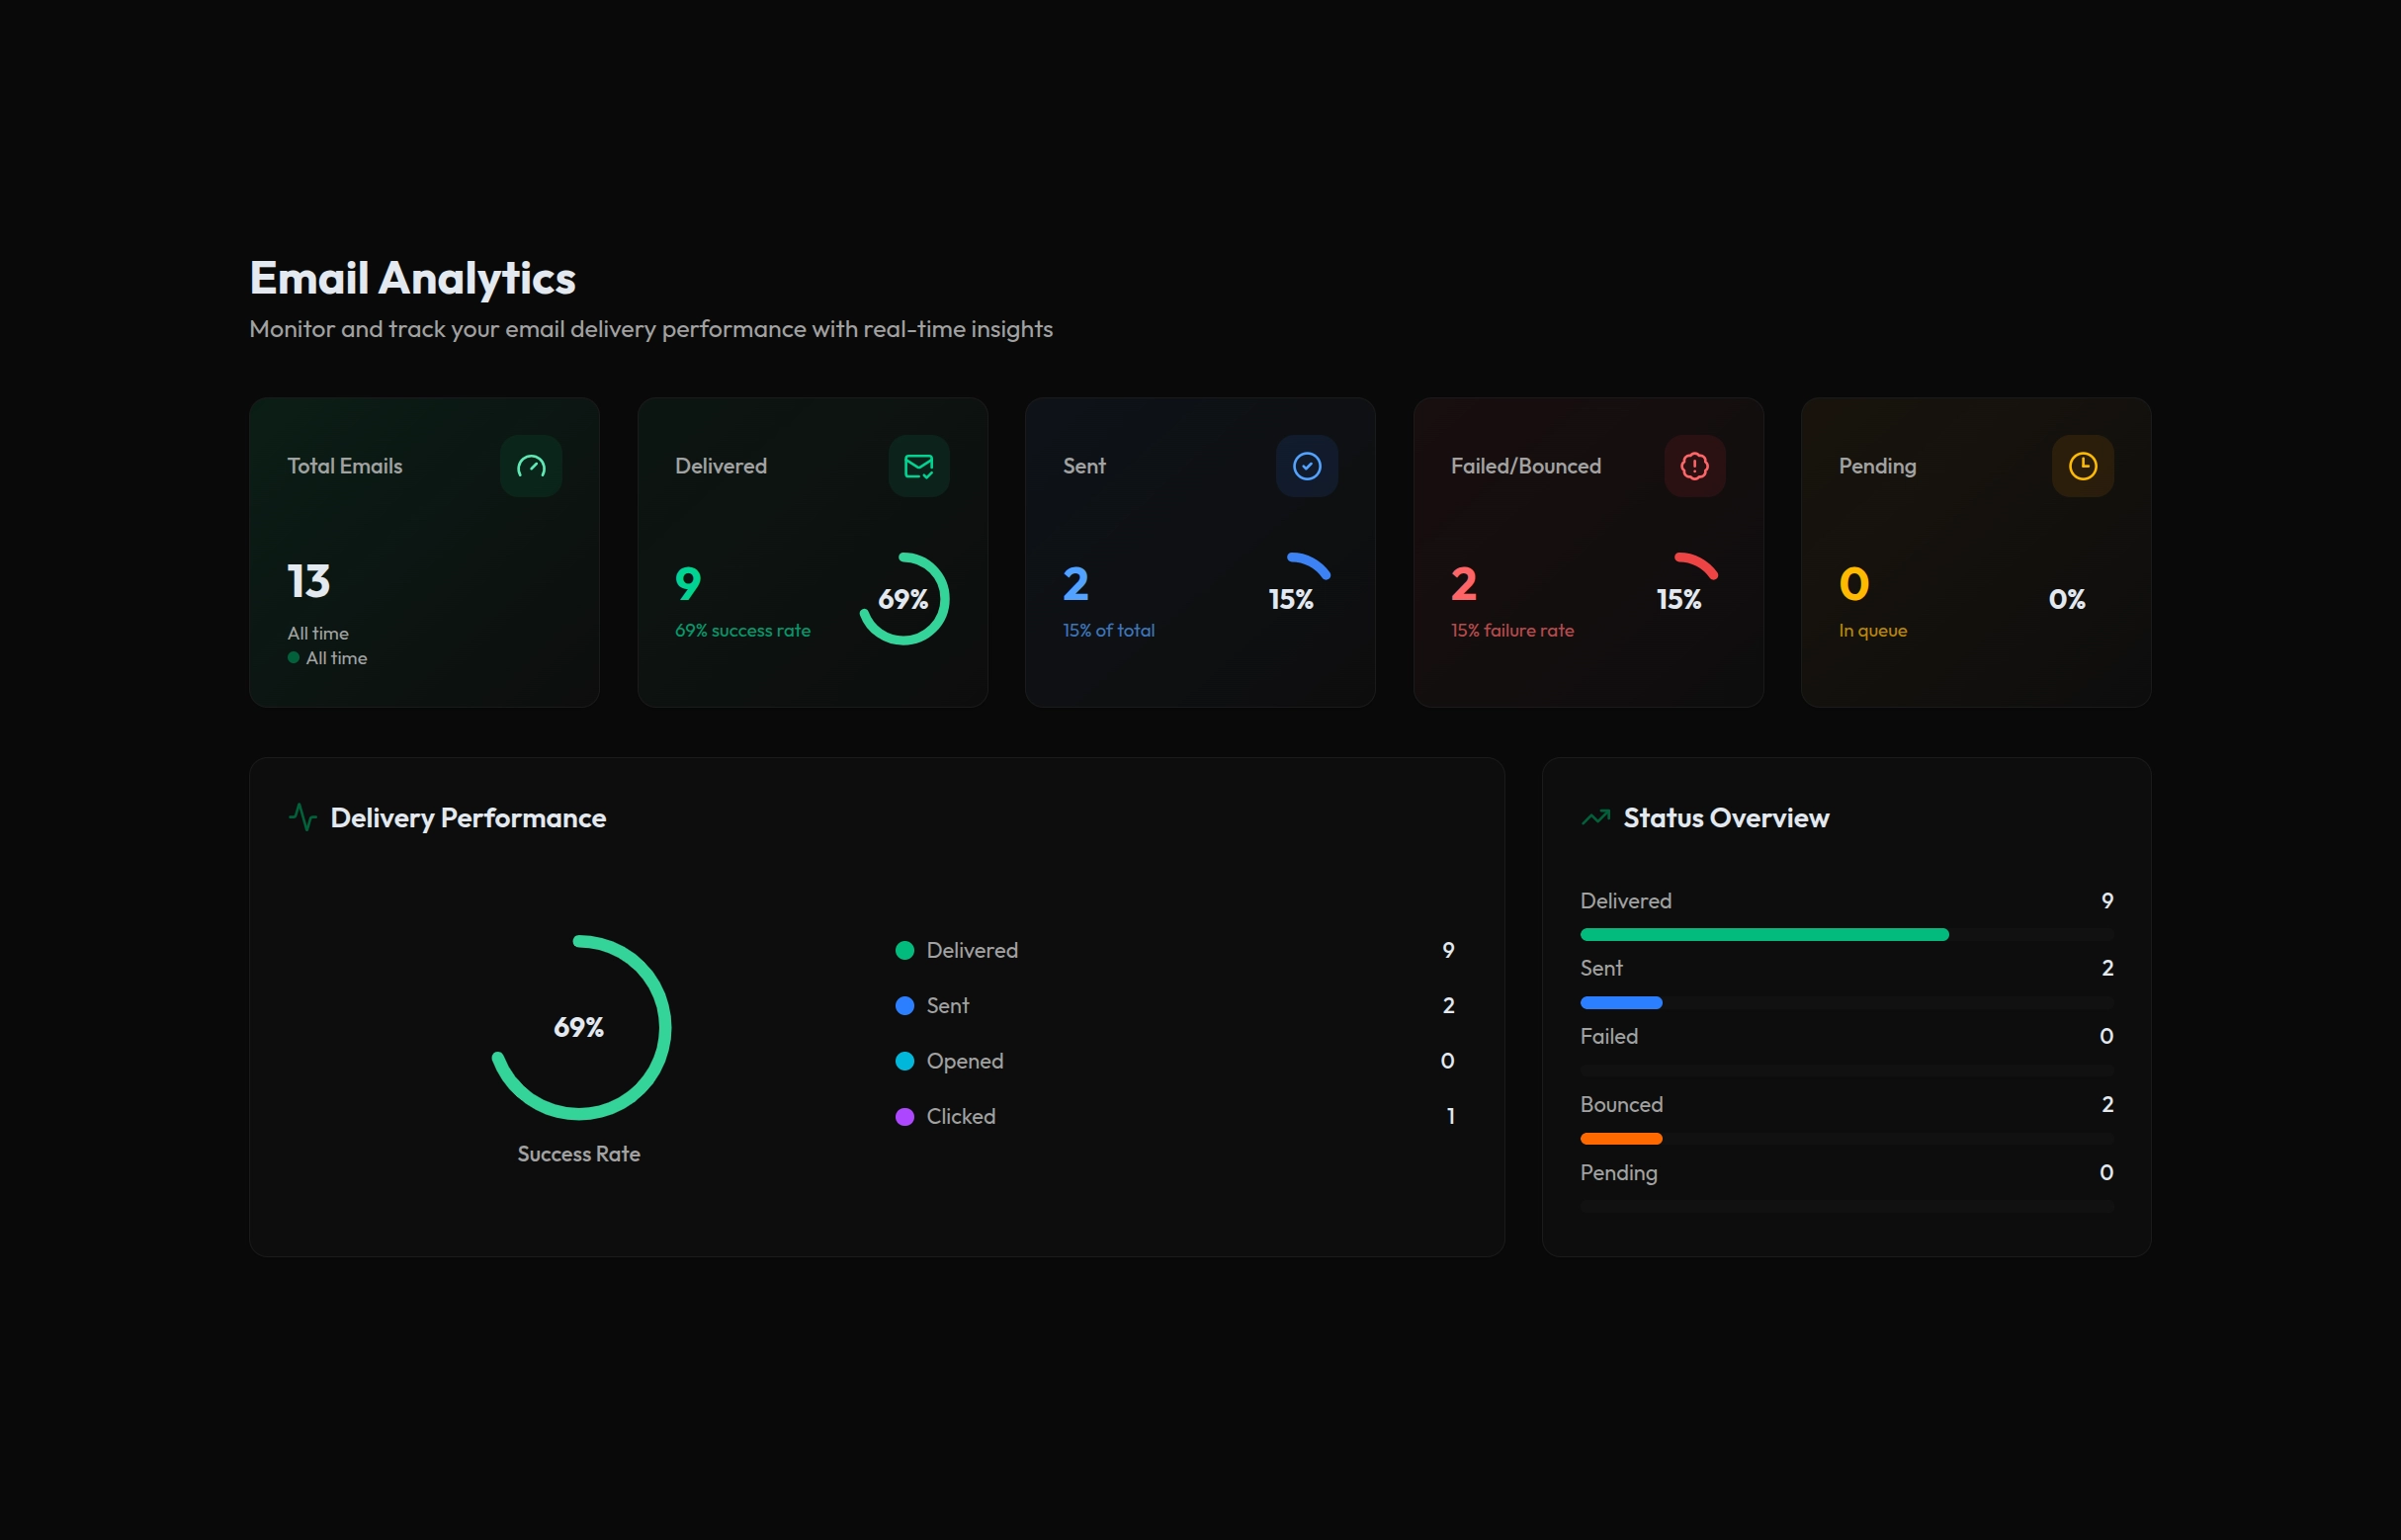 Email Analytics
Monitor and track your email delivery performance with real-time insights
Total Emails
13
All time
All time
Delivered
9
69% success rate
69%
Sent
2
15% of total
15%
Failed/Bounced
2
15% failure rate
15%
Pending
0
In queue
0%
Delivery Performance
69%
Success Rate
Delivered 9
Sent 2
Opened 0
Clicked 1
Status Overview
Delivered 9
Sent 2
Failed 0
Bounced 2
Pending 0